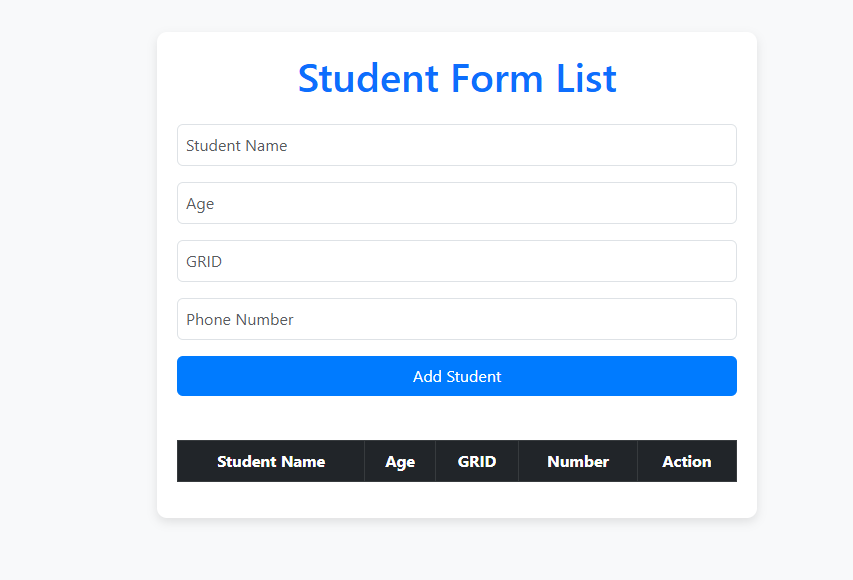 Student Form List
Student Name
Age
GRID
Phone Number
Add Student
Student Name Age GRID Number Action